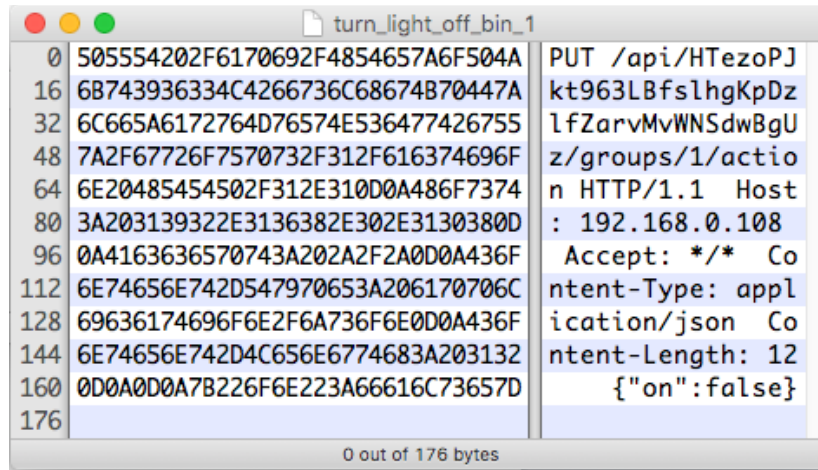 turn_light_off_bin_1
0 505554202F6170692F4854657A6F504A PUT /api/HTezoPJ
16 6B743936334C4266736C68674B70447A kt963LBfslhgKpDz
32 6C665A6172764D76574E536477426755 lfZarvMvWNSdwBgU
48 7A2F67726F7570732F312F616374696F z/groups/1/actio
64 6E20485454502F312E310D0A486F7374 n HTTP/1.1  Host
80 3A203139322E3136382E302E3130380D : 192.168.0.108
96 0A4163636570743A202A2F2A0D0A436F Accept: */*  Co
112 6E74656E742D547970653A206170706C ntent-Type: appl
128 69636174696F6E2F6A736F6E0D0A436F ication/json  Co
144 6E74656E742D4C656E6774683A203132 ntent-Length: 12
160 0D0A0D0A7B226F6E223A66616C73657D {"on":false}
176
0 out of 176 bytes